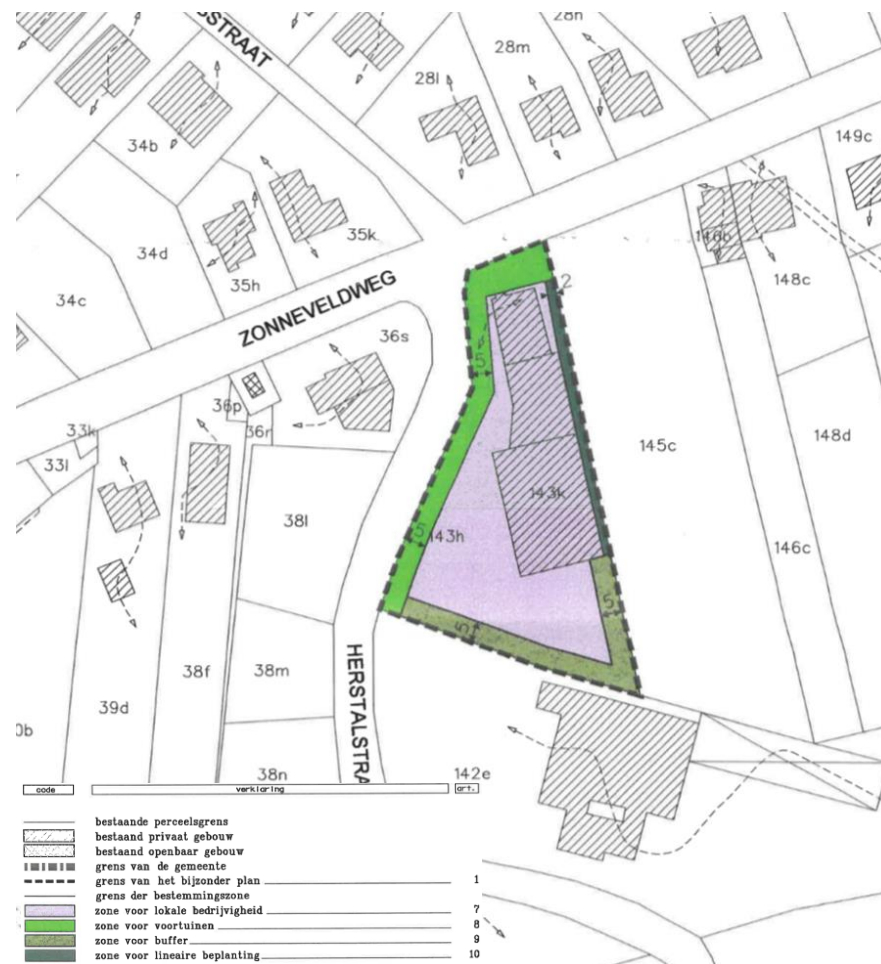 SSTRAAT
28n
28m
28l
149c
34b
34d
35k
146b
35h
148c
34c
2
ZONNEVELDWEG
36s
5
36p
33k
36r
145c
148d
33l
143k
38l
5
143h
146c
5
5
38f
38m
HERSTALSTRA
39d
0b
38n
142e
code verklaring art.
bestaande perceelsgrens
bestaand privaat gebouw
bestaand openbaar gebouw
grens van de gemeente
grens van het bijzonder plan 1
grens der bestemmingszone
zone voor lokale bedrijvigheid 7
zone voor voortuinen 8
zone voor buffer 9
zone voor lineaire beplanting 10